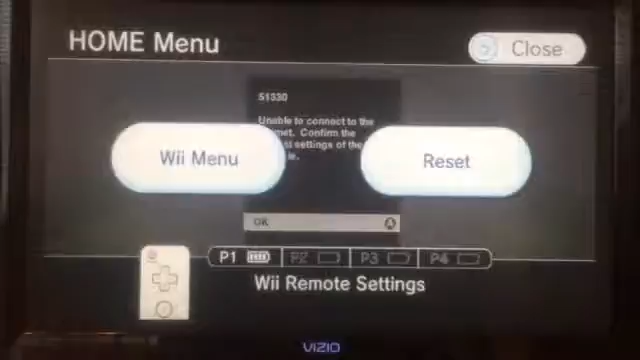 HOME Menu
Close
51330
Unable to connect to the
Confirm the
settings of the
Wii Menu
Reset
OK
A
P1 P2 P3 P4
Wii Remote Settings
VIZIO